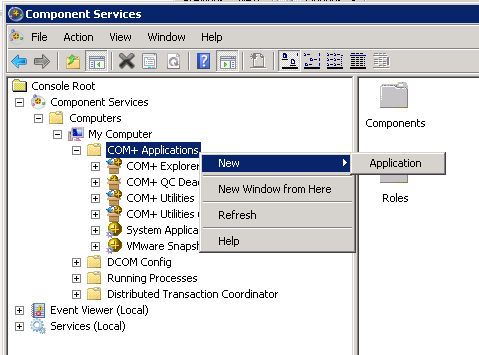 Component Services
File Action View Window Help
Console Root
Component Services
Computers
My Computer
COM+ Applications
COM+ Explorer
COM+ QC Dea
COM+ Utilities
COM+ Utilities
System Applica
VMware Snaps
DCOM Config
Running Processes
Distributed Transaction Coordinator
Event Viewer (Local)
Services (Local)
New
New Window from Here
Refresh
Help
Application
Components
Roles